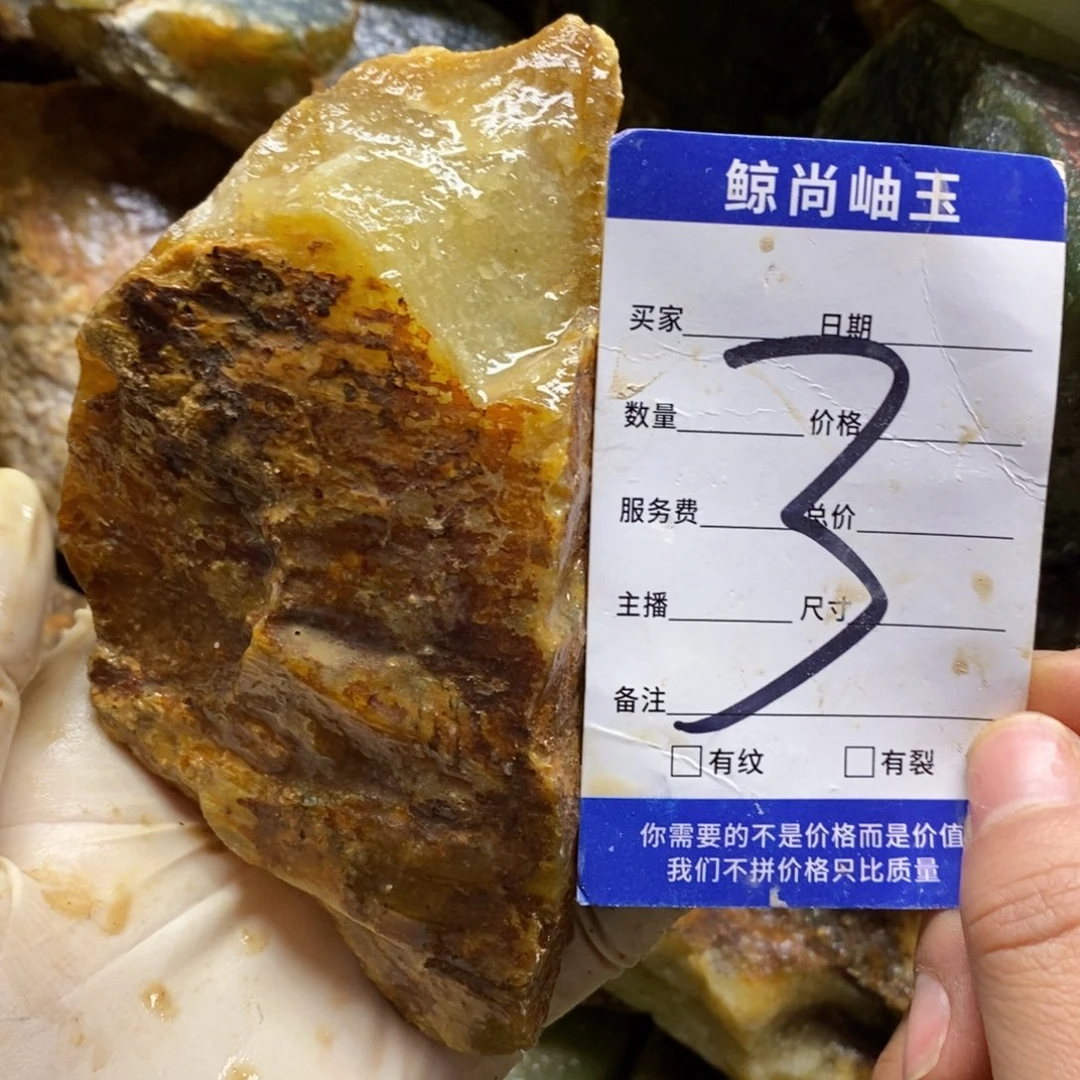 鲸尚岫玉
买家 日期
数量 价格
服务费 总价
主播 尺寸
备注
3
有纹 有裂
你需要的不是价格而是价值
我们不拼价格只比质量